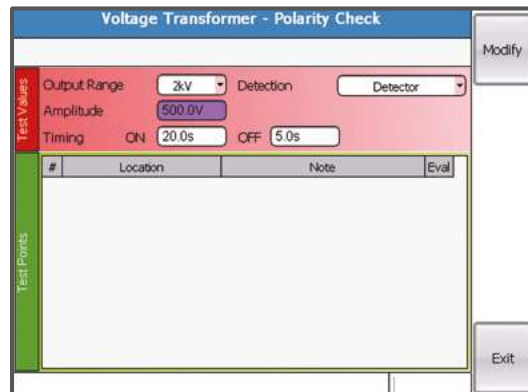 Voltage Transformer - Polarity Check
Modify
Test Values
Output Range 2kV Detection Detector
Amplitude 500.0V
Timing ON 20.0s OFF 5.0s
Test Points
# Location Note Eval
Exit